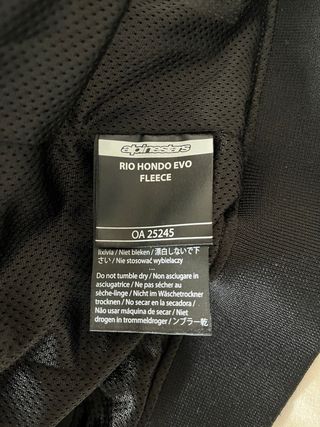 alpinestars
RIO HONDO EVO
FLEECE
OA 25245
lixivia / Niet bleken / 漂白しないで下
さい / Nie stosować wybielaczy
...
Do not tumble dry / Non asciugare in
asciugatrice / Ne pas sécher au
sèche-linge / Nicht im Wäschetrockner
trocknen / No secar en la secadora /
Não usar máquina de secar / Niet
drogen in trommeldroger / ンブラー乾